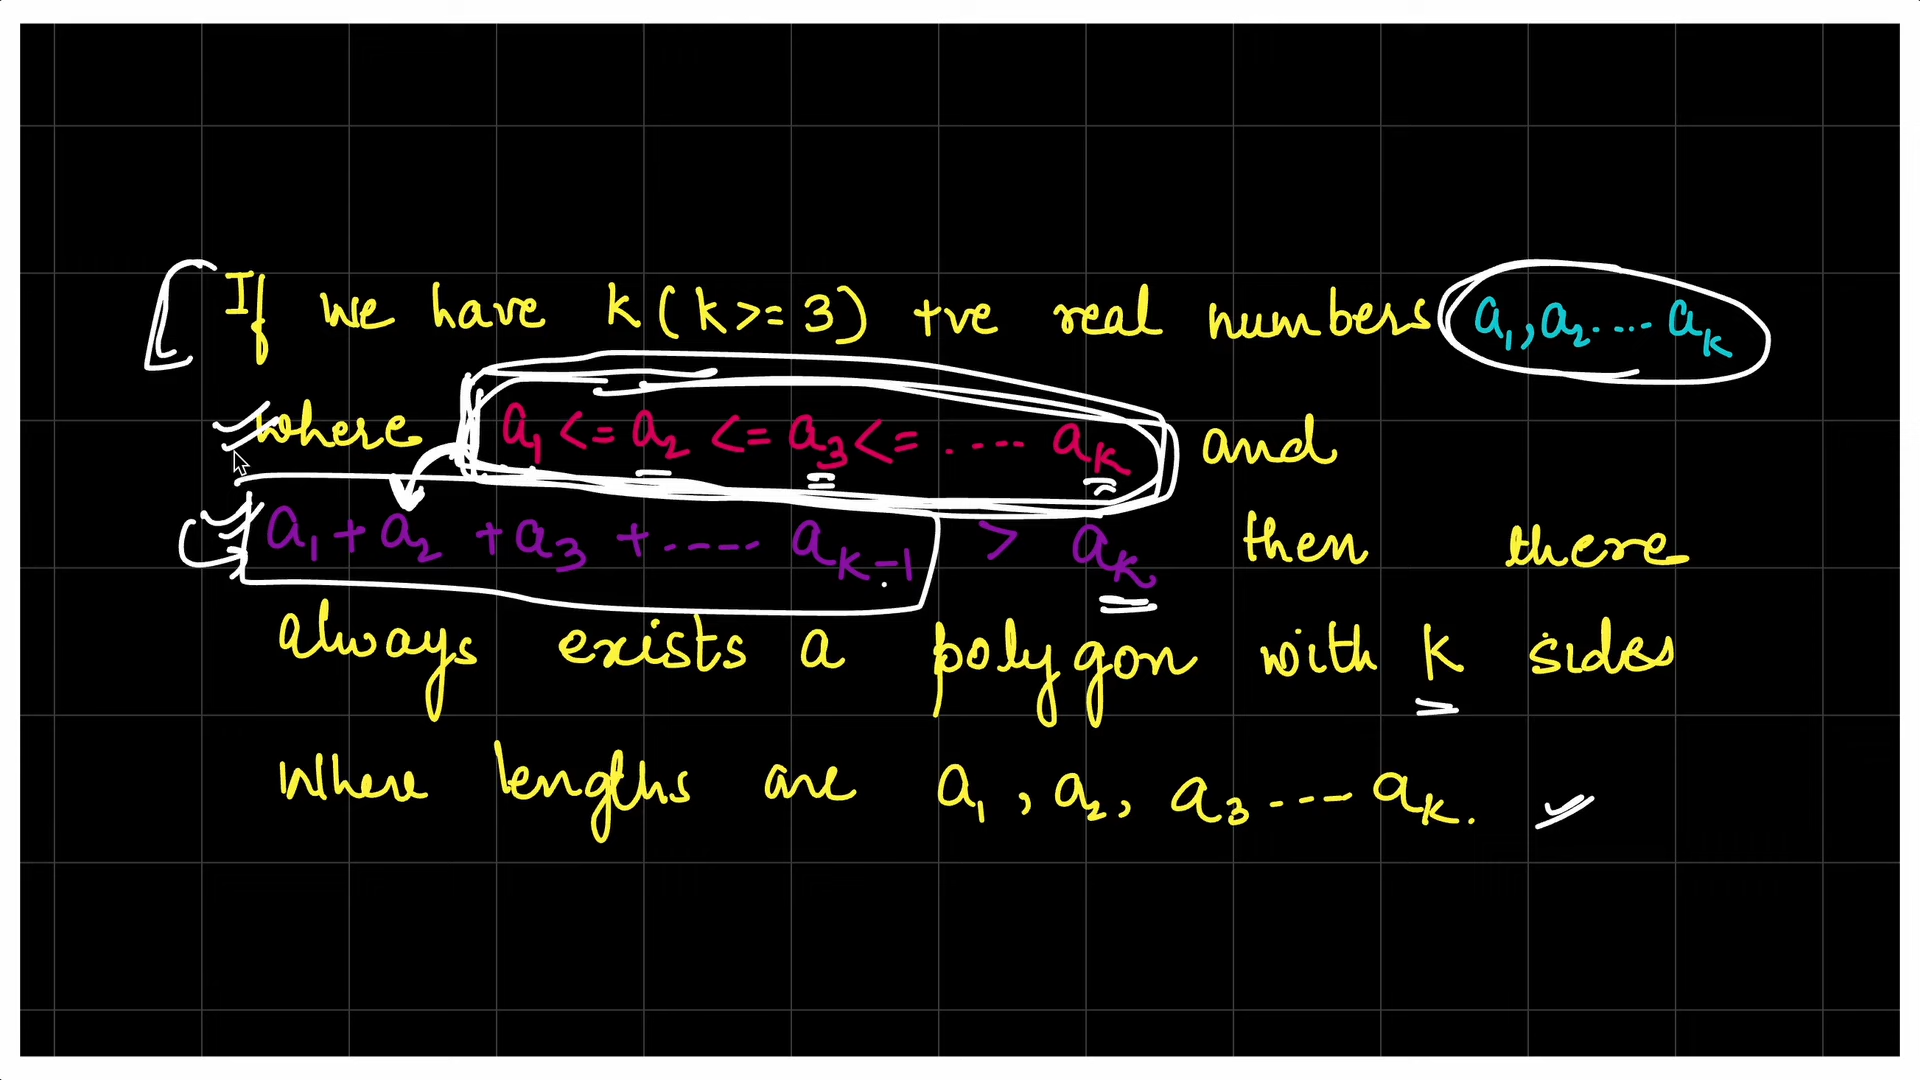 If we have k (k>=3) +ve real numbers a₁, a₂.... aₖ
where a₁ <= a₂ <= a₃ <= ..... aₖ and
a₁ + a₂ + a₃ + ..... aₖ₋₁ > aₖ then there
always exists a polygon with k sides
where lengths are a₁, a₂, a₃ .... aₖ.